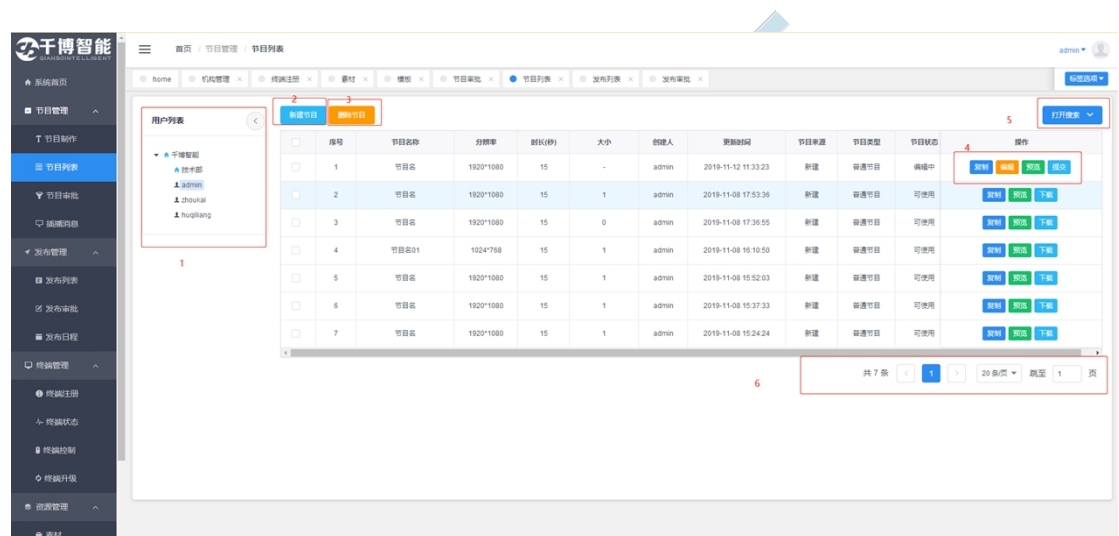 千博智能
QIANBOINTELLIGENT
首页 / 节目管理 / 节目列表
admin
home 机构管理 × 终端注册 × 素材 × 模板 × 节目审批 × 节目列表 × 发布列表 × 发布审批 ×
标签选项
系统首页
节目管理
节目制作
节目列表
节目审批
插播消息
发布管理
发布列表
发布审批
发布日程
终端管理
终端注册
终端状态
终端控制
终端升级
资源管理
素材
用户列表
千博智能
技术部
admin
zhoukai
huqiliang
1
2
新建节目
3
删除节目
5
打开搜索
4
序号 节目名称 分辨率 时长(秒) 大小 创建人 更新时间 节目来源 节目类型 节目状态 操作
1 节目名 1920*1080 15 - admin 2019-11-12 11:33:23 新建 普通节目 编辑中 复制 编辑 预览 提交
2 节目名 1920*1080 15 1 admin 2019-11-08 17:53:36 新建 普通节目 可使用 复制 预览 下载
3 节目名 1920*1080 15 0 admin 2019-11-08 17:36:55 新建 普通节目 可使用 复制 预览 下载
4 节目名01 1024*768 15 1 admin 2019-11-08 16:10:50 新建 普通节目 可使用 复制 预览 下载
5 节目名 1920*1080 15 1 admin 2019-11-08 15:52:03 新建 普通节目 可使用 复制 预览 下载
6 节目名 1920*1080 15 1 admin 2019-11-08 15:37:33 新建 普通节目 可使用 复制 预览 下载
7 节目名 1920*1080 15 1 admin 2019-11-08 15:24:24 新建 普通节目 可使用 复制 预览 下载
6
共 7 条 < 1 > 20 条/页 跳至 1 页